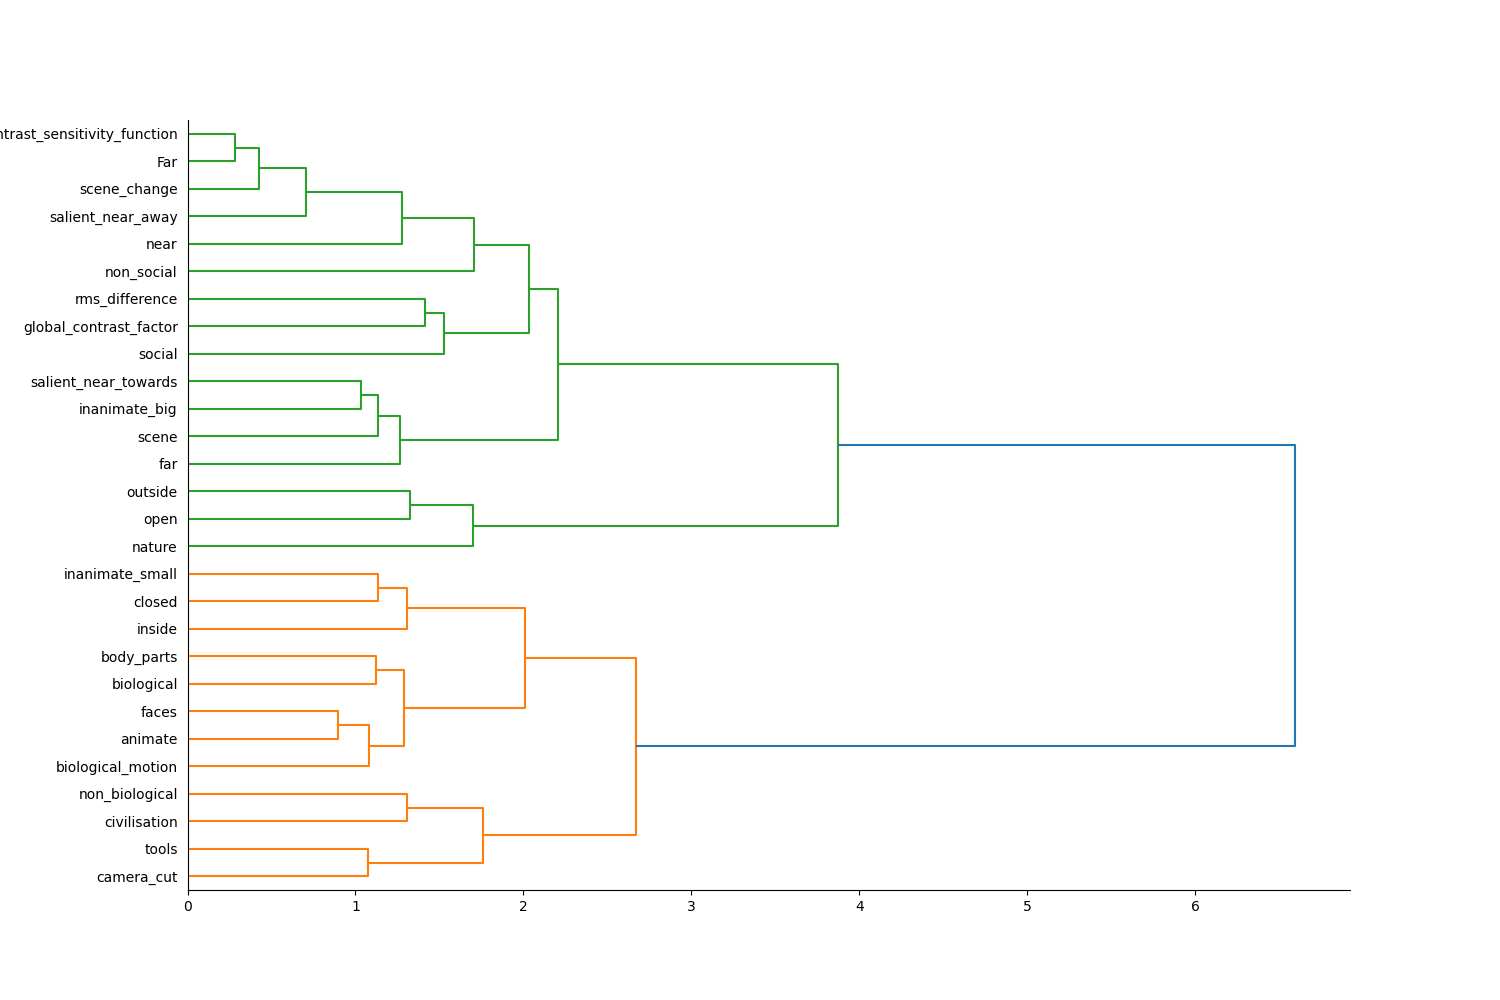 ntrast_sensitivity_function
Far
scene_change
salient_near_away
near
non_social
rms_difference
global_contrast_factor
social
salient_near_towards
inanimate_big
scene
far
outside
open
nature
inanimate_small
closed
inside
body_parts
biological
faces
animate
biological_motion
non_biological
civilisation
tools
camera_cut
0 1 2 3 4 5 6